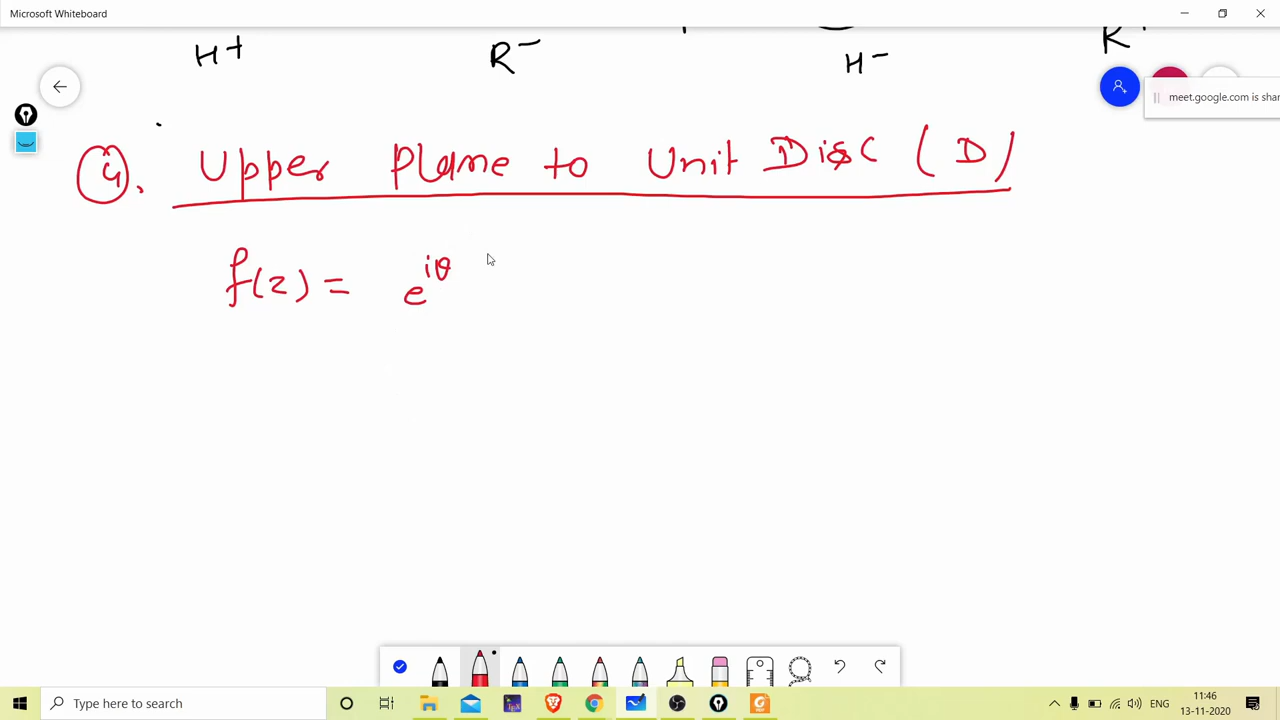 Microsoft Whiteboard
H+ R- H-
meet.google.com is shar
4. Upper Plane to Unit Disc (D)
f(z) = e^{iθ}
Type here to search
ENG
11:46
13-11-2020